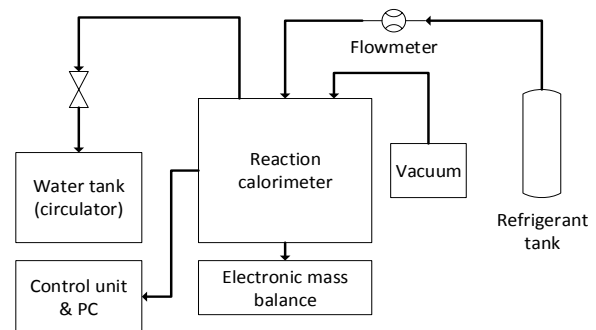 Flowmeter
Reaction
calorimeter
Vacuum
Water tank
(circulator)
Refrigerant
tank
Control unit
& PC
Electronic mass
balance